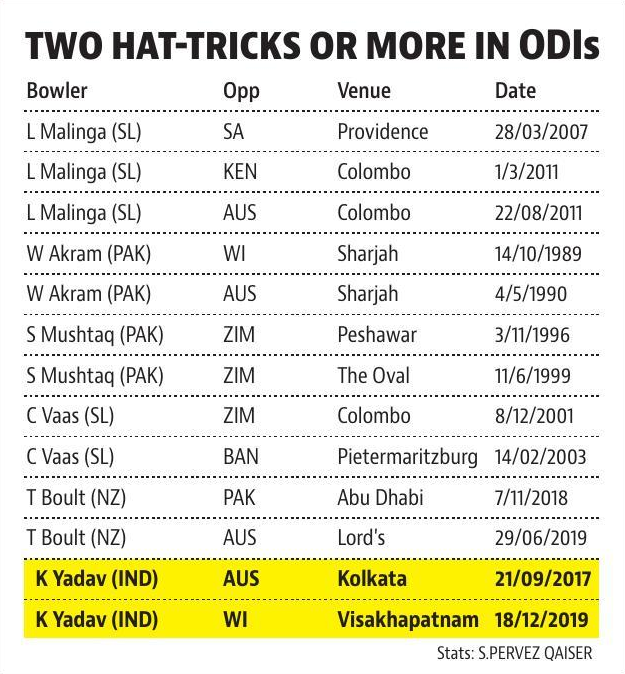 TWO HAT-TRICKS OR MORE IN ODIs
Bowler Opp Venue Date
L Malinga (SL) SA Providence 28/03/2007
L Malinga (SL) KEN Colombo 1/3/2011
L Malinga (SL) AUS Colombo 22/08/2011
W Akram (PAK) WI Sharjah 14/10/1989
W Akram (PAK) AUS Sharjah 4/5/1990
S Mushtaq (PAK) ZIM Peshawar 3/11/1996
S Mushtaq (PAK) ZIM The Oval 11/6/1999
C Vaas (SL) ZIM Colombo 8/12/2001
C Vaas (SL) BAN Pietermaritzburg 14/02/2003
T Boult (NZ) PAK Abu Dhabi 7/11/2018
T Boult (NZ) AUS Lord's 29/06/2019
K Yadav (IND) AUS Kolkata 21/09/2017
K Yadav (IND) WI Visakhapatnam 18/12/2019
Stats: S.PERVEZ QAISER